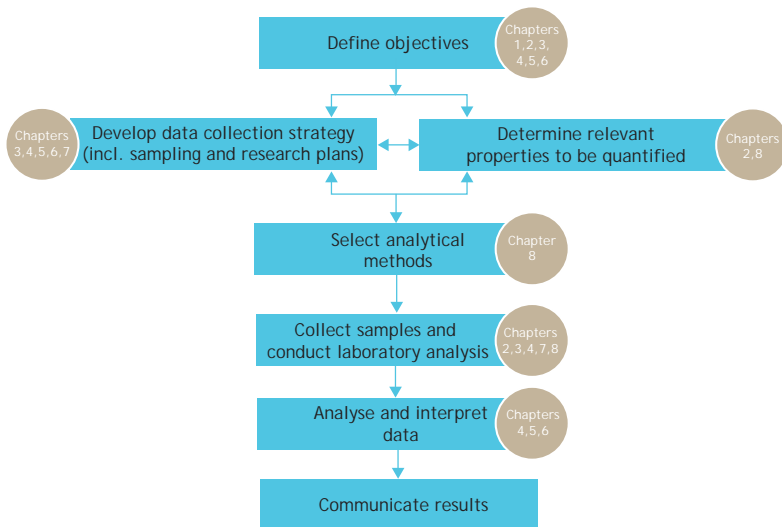 Define objectives
Chapters
1,2,3,
4,5,6
Chapters
3,4,5,6,7
Develop data collection strategy
(incl. sampling and research plans)
Determine relevant
properties to be quantified
Chapters
2,8
Select analytical
methods
Chapter
8
Collect samples and
conduct laboratory analysis
Chapters
2,3,4,7,8
Analyse and interpret
data
Chapters
4,5,6
Communicate results